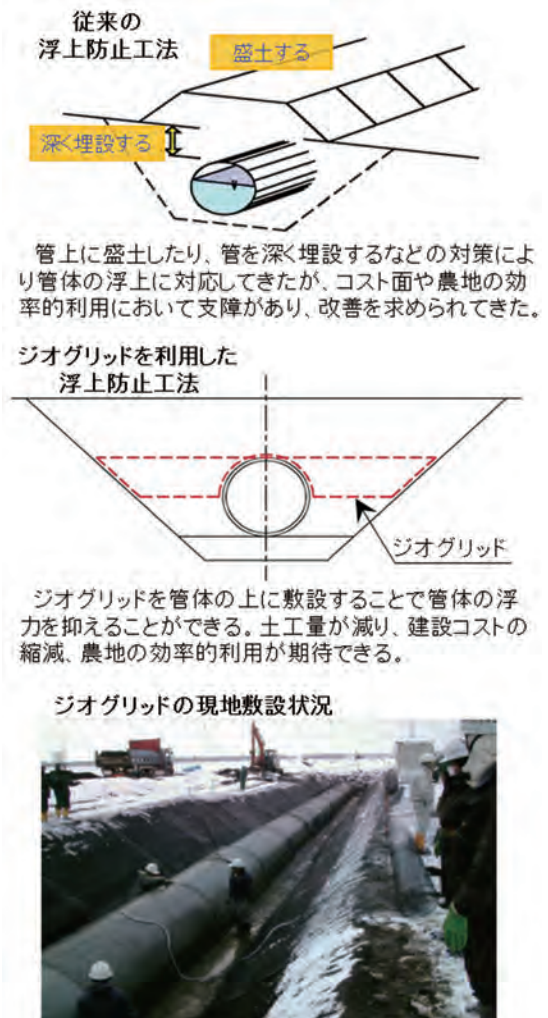 従来の
浮上防止工法
盛土する
深く埋設する
管上に盛土したり、管を深く埋設するなどの対策によ
り管体の浮上に対応してきたが、コスト面や農地の効
率的利用において支障があり、改善を求められてきた。
ジオグリッドを利用した
浮上防止工法
ジオグリッド
ジオグリッドを管体の上に敷設することで管体の浮
力を抑えることができる。土工量が減り、建設コストの
縮減、農地の効率的利用が期待できる。
ジオグリッドの現地敷設状況